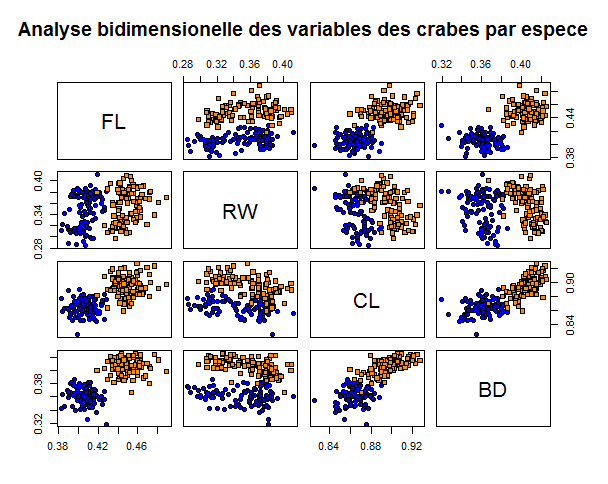 Analyse bidimensionelle des variables des crabes par espece
0.28 0.32 0.36 0.40
0.32 0.36 0.40
FL
0.38 0.44
0.28 0.34 0.40
RW
CL
0.84 0.90
0.32 0.38
BD
0.38 0.42 0.46
0.84 0.88 0.92